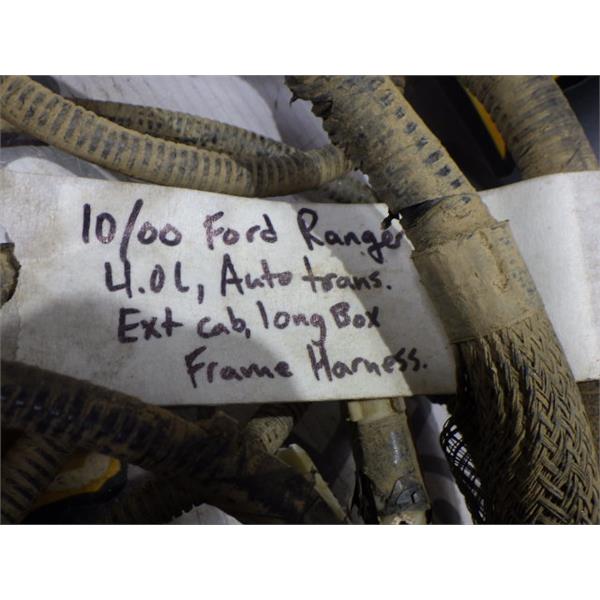 10/00 Ford Ranger
4.0L, Auto trans.
Ext cab, long Box
Frame Harness.